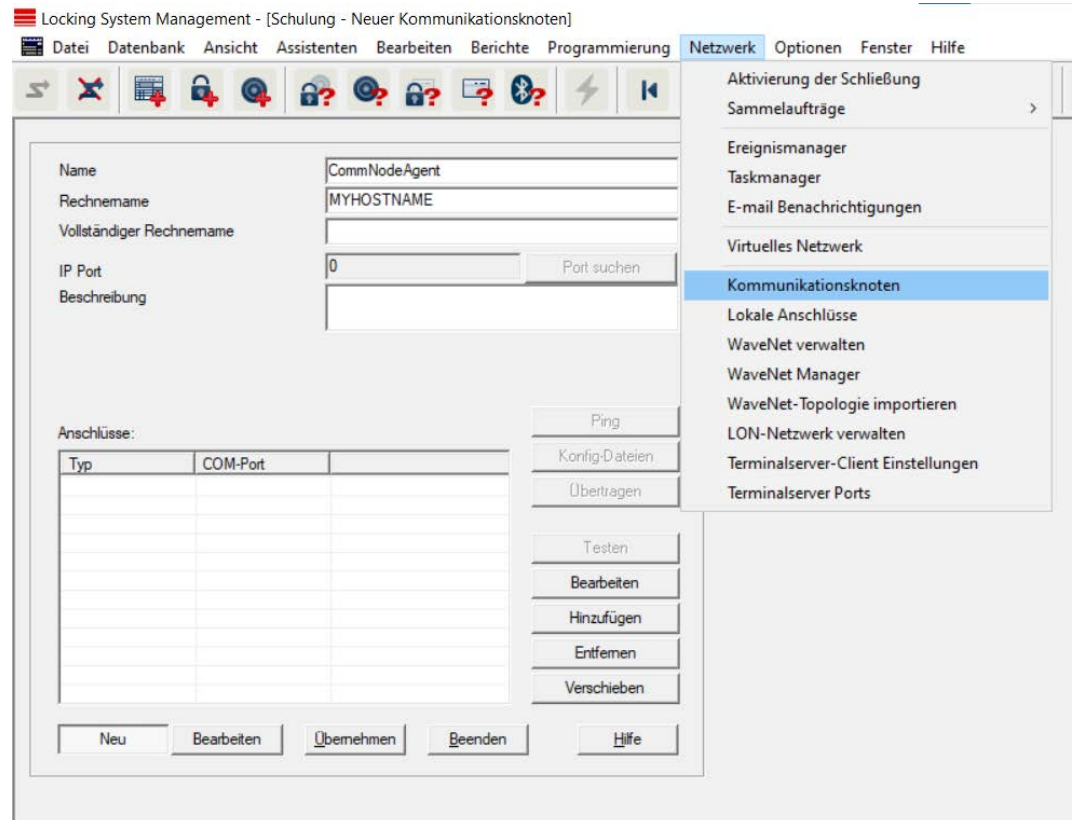 Locking System Management - [Schulung - Neuer Kommunikationsknoten]
Datei Datenbank Ansicht Assistenten Bearbeiten Berichte Programmierung Netzwerk Optionen Fenster Hilfe
Aktivierung der Schließung
Sammelaufträge
Ereignismanager
Taskmanager
E-mail Benachrichtigungen
Virtuelles Netzwerk
Kommunikationsknoten
Lokale Anschlüsse
WaveNet verwalten
WaveNet Manager
WaveNet-Topologie importieren
LON-Netzwerk verwalten
Terminalserver-Client Einstellungen
Terminalserver Ports
Name CommNodeAgent
Rechnername MYHOSTNAME
Vollständiger Rechnername
IP Port 0 Port suchen
Beschreibung
Ping
Anschlüsse:
Konfig-Dateien
Typ COM-Port
Übertragen
Testen
Bearbeiten
Hinzufügen
Entfernen
Verschieben
Neu Bearbeiten Übernehmen Beenden Hilfe